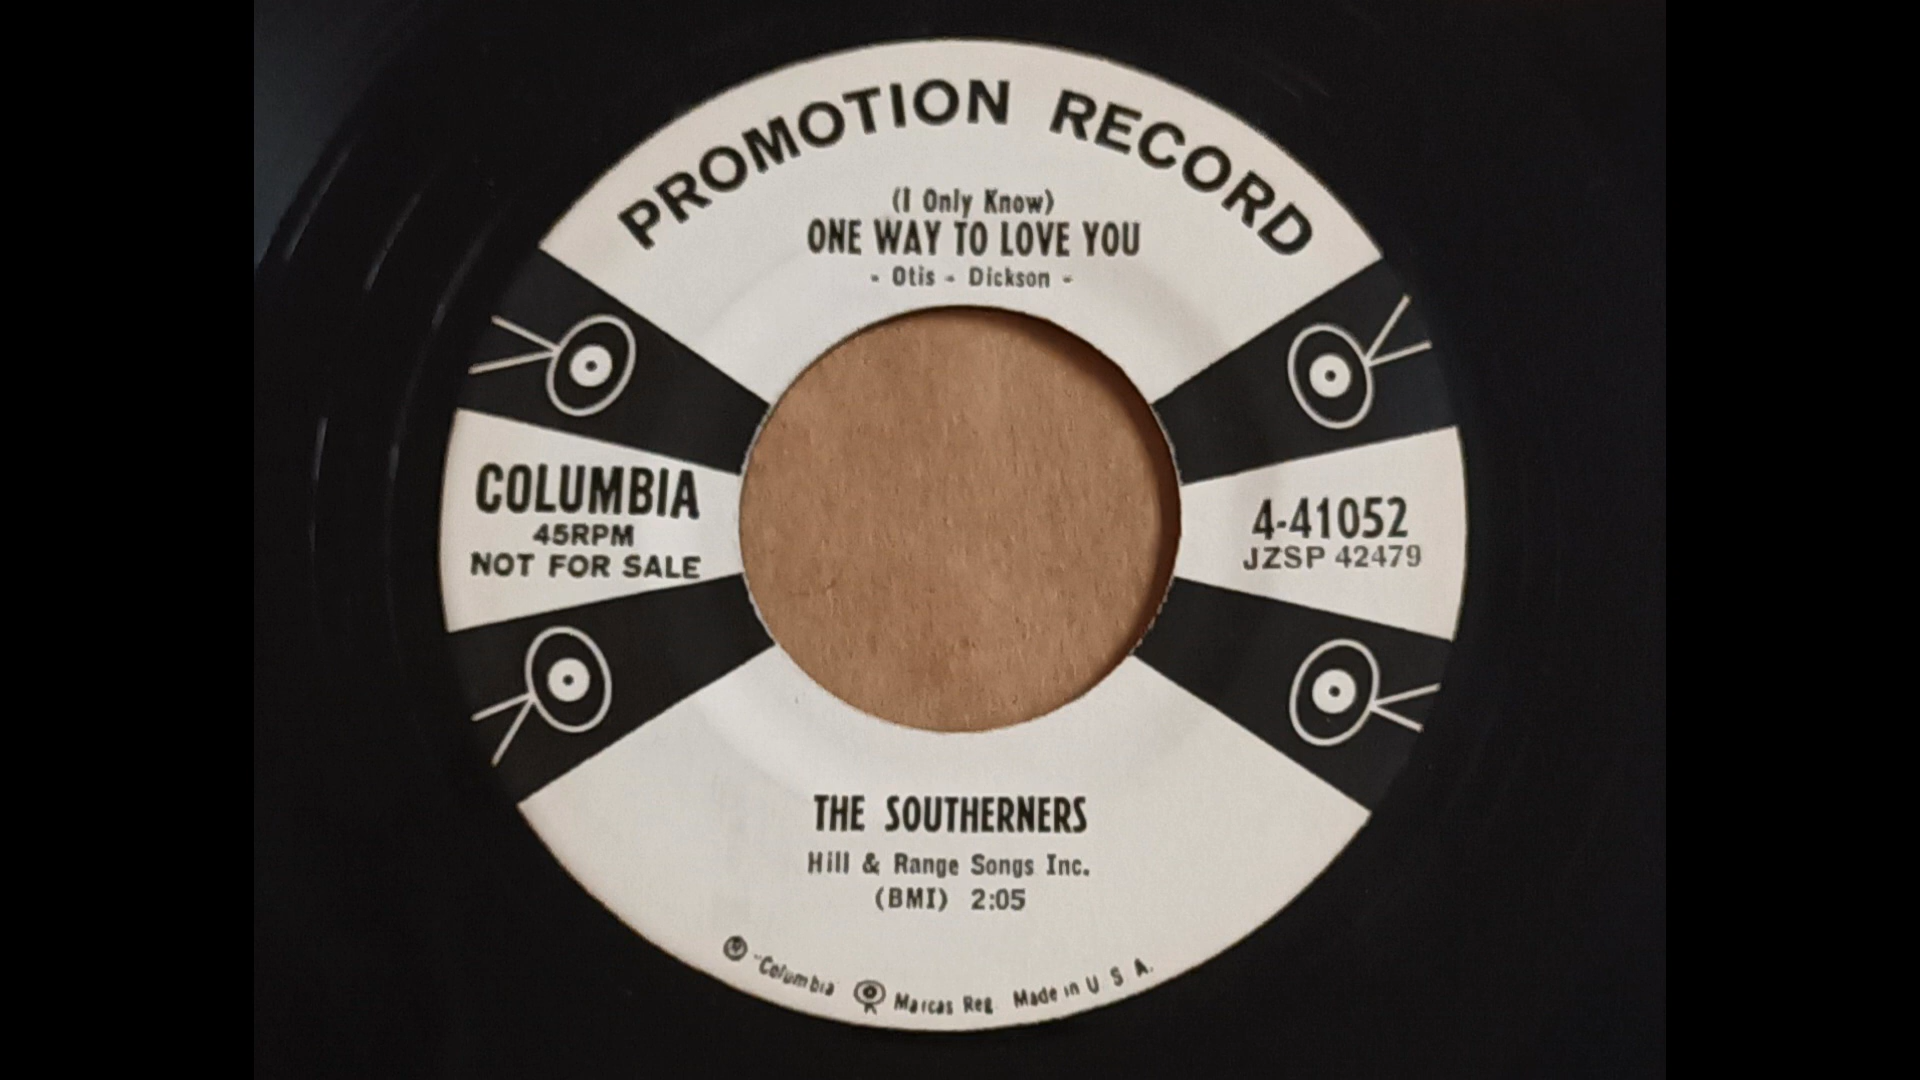 PROMOTION RECORD
(I Only Know)
ONE WAY TO LOVE YOU
- Otis - Dickson -
COLUMBIA
45RPM
NOT FOR SALE
4-41052
JZSP 42479
THE SOUTHERNERS
Hill & Range Songs Inc.
(BMI) 2:05
"Columbia Marcas Reg. Made in U S A.